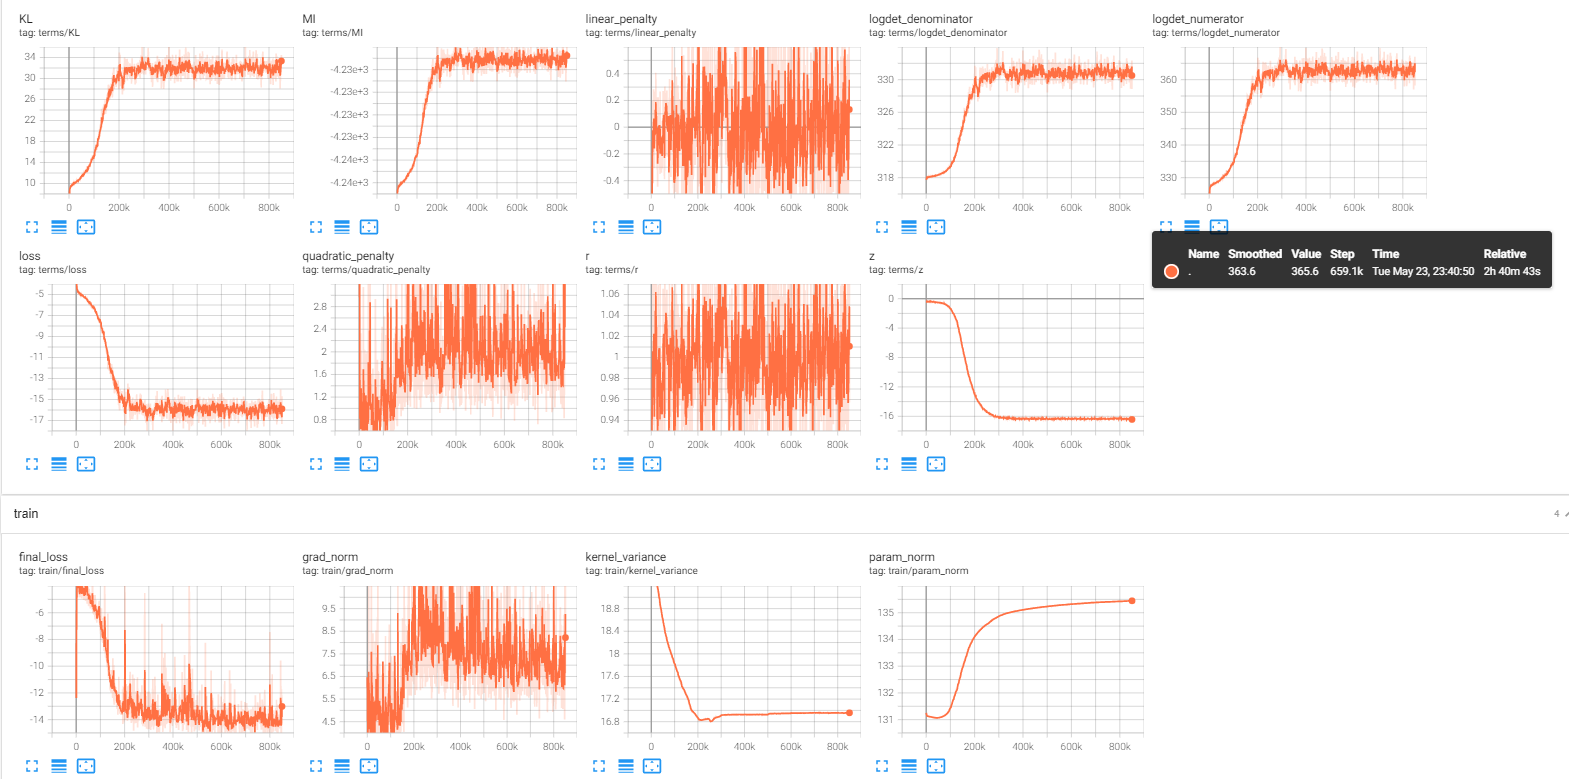 KL
tag: terms/KL
34
30
26
22
18
14
10
0 200k 400k 600k 800k
MI
tag: terms/MI
-4.23e+3
-4.23e+3
-4.23e+3
-4.23e+3
-4.24e+3
-4.24e+3
0 200k 400k 600k 800k
linear_penalty
tag: terms/linear_penalty
0.4
0.2
0
-0.2
-0.4
0 200k 400k 600k 800k
logdet_denominator
tag: terms/logdet_denominator
330
326
322
318
0 200k 400k 600k 800k
logdet_numerator
tag: terms/logdet_numerator
360
350
340
330
0 200k 400k 600k 800k
Name Smoothed Value Step Time Relative
. 363.6 365.6 659.1k Tue May 23, 23:40:50 2h 40m 43s
loss
tag: terms/loss
-5
-7
-9
-11
-13
-15
-17
0 200k 400k 600k 800k
quadratic_penalty
tag: terms/quadratic_penalty
2.8
2.4
2
1.6
1.2
0.8
0 200k 400k 600k 800k
r
tag: terms/r
1.06
1.04
1.02
1
0.98
0.96
0.94
0 200k 400k 600k 800k
z
tag: terms/z
0
-4
-8
-12
-16
0 200k 400k 600k 800k
train
4
final_loss
tag: train/final_loss
-6
-8
-10
-12
-14
0 200k 400k 600k 800k
grad_norm
tag: train/grad_norm
9.5
8.5
7.5
6.5
5.5
4.5
0 200k 400k 600k 800k
kernel_variance
tag: train/kernel_variance
18.8
18.4
18
17.6
17.2
16.8
0 200k 400k 600k 800k
param_norm
tag: train/param_norm
135
134
133
132
131
0 200k 400k 600k 800k